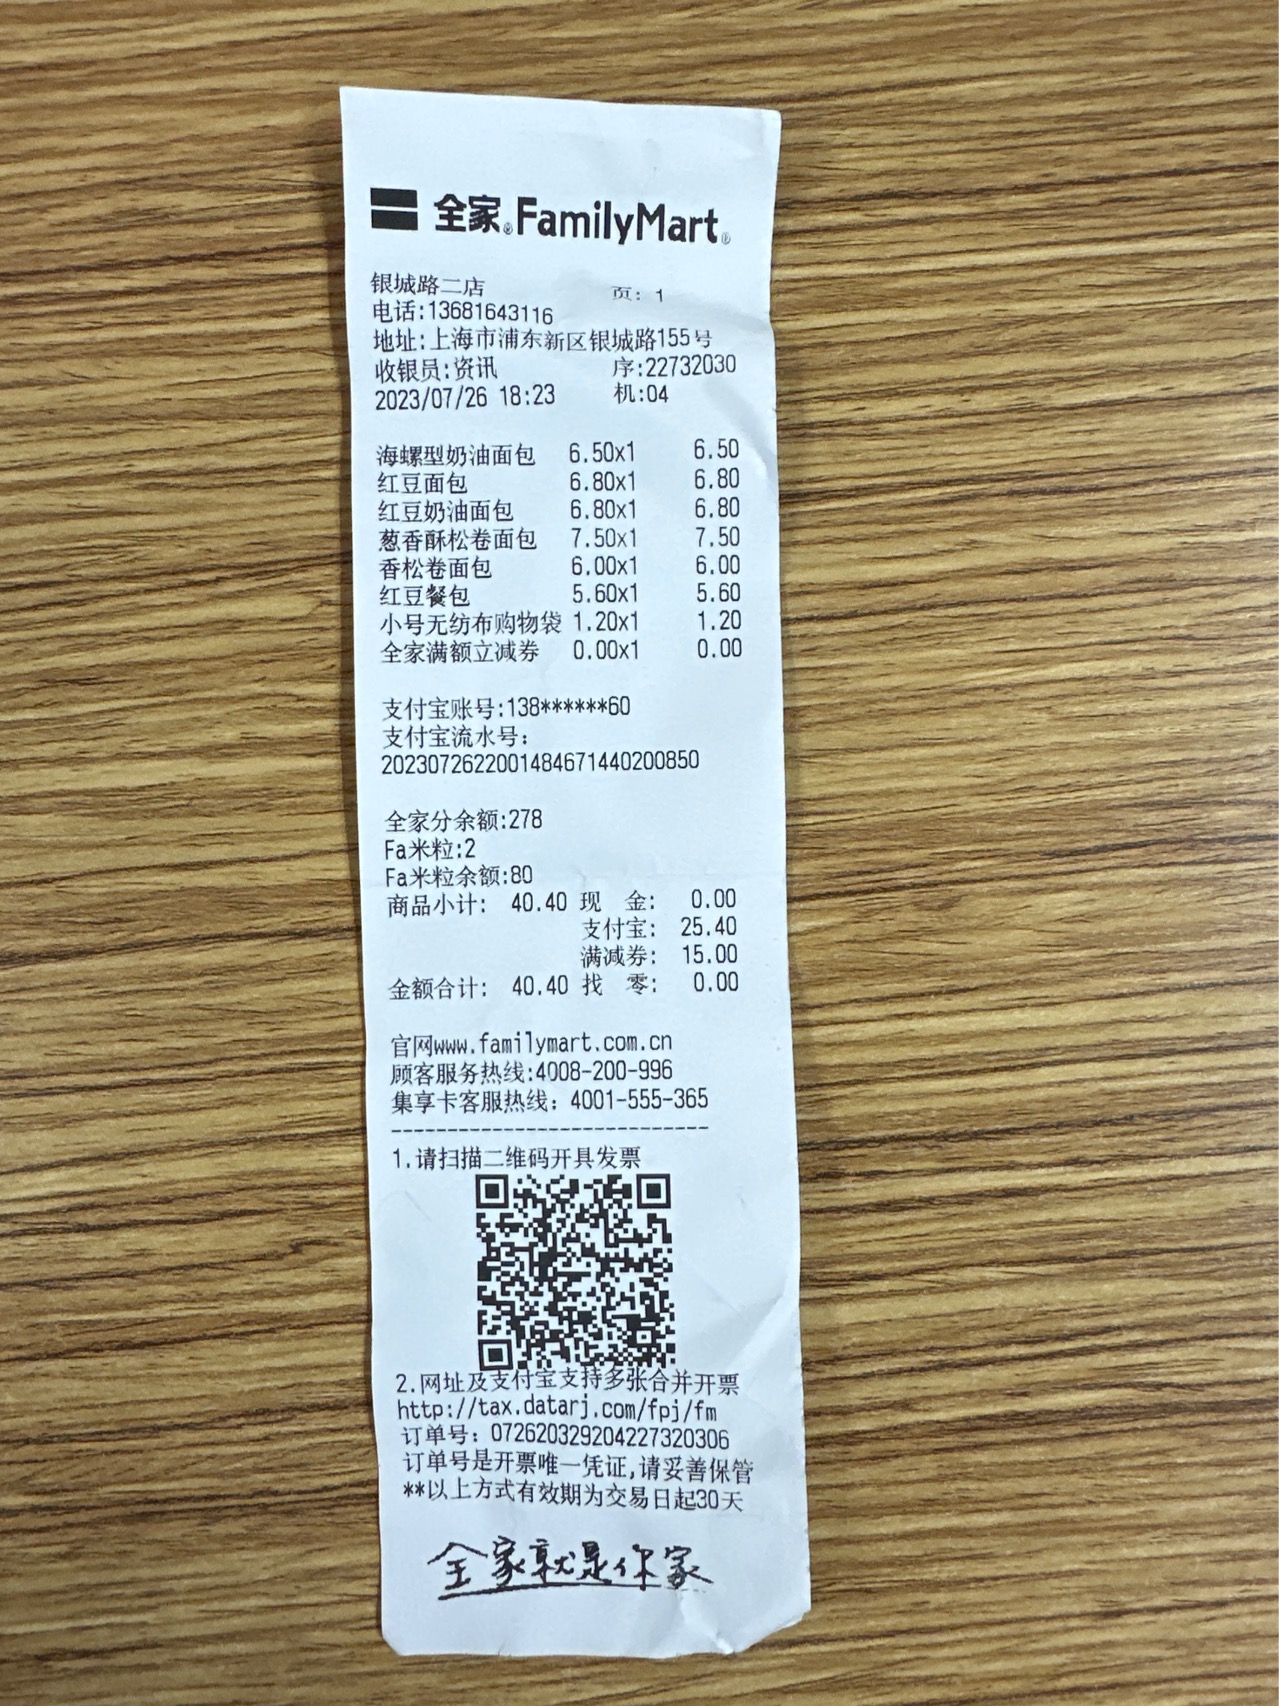 全家®FamilyMart®
银城路二店 页: 1
电话:13681643116
地址:上海市浦东新区银城路155号
收银员:资讯 序:22732030
2023/07/26 18:23 机:04
海螺型奶油面包 6.50x1 6.50
红豆面包 6.80x1 6.80
红豆奶油面包 6.80x1 6.80
葱香酥松卷面包 7.50x1 7.50
香松卷面包 6.00x1 6.00
红豆餐包 5.60x1 5.60
小号无纺布购物袋 1.20x1 1.20
全家满额立减券 0.00x1 0.00
支付宝账号:138******60
支付宝流水号:
2023072622001484671440200850
全家分余额:278
Fa米粒:2
Fa米粒余额:80
商品小计: 40.40 现 金: 0.00
支付宝: 25.40
满减券: 15.00
金额合计: 40.40 找 零: 0.00
官网www.familymart.com.cn
顾客服务热线:4008-200-996
集享卡客服热线: 4001-555-365
----------------------------
1.请扫描二维码开具发票
2.网址及支付宝支持多张合并开票
http://tax.datarj.com/fpj/fm
订单号: 072620329204227320306
订单号是开票唯一凭证,请妥善保管
**以上方式有效期为交易日起30天
全家就是你家